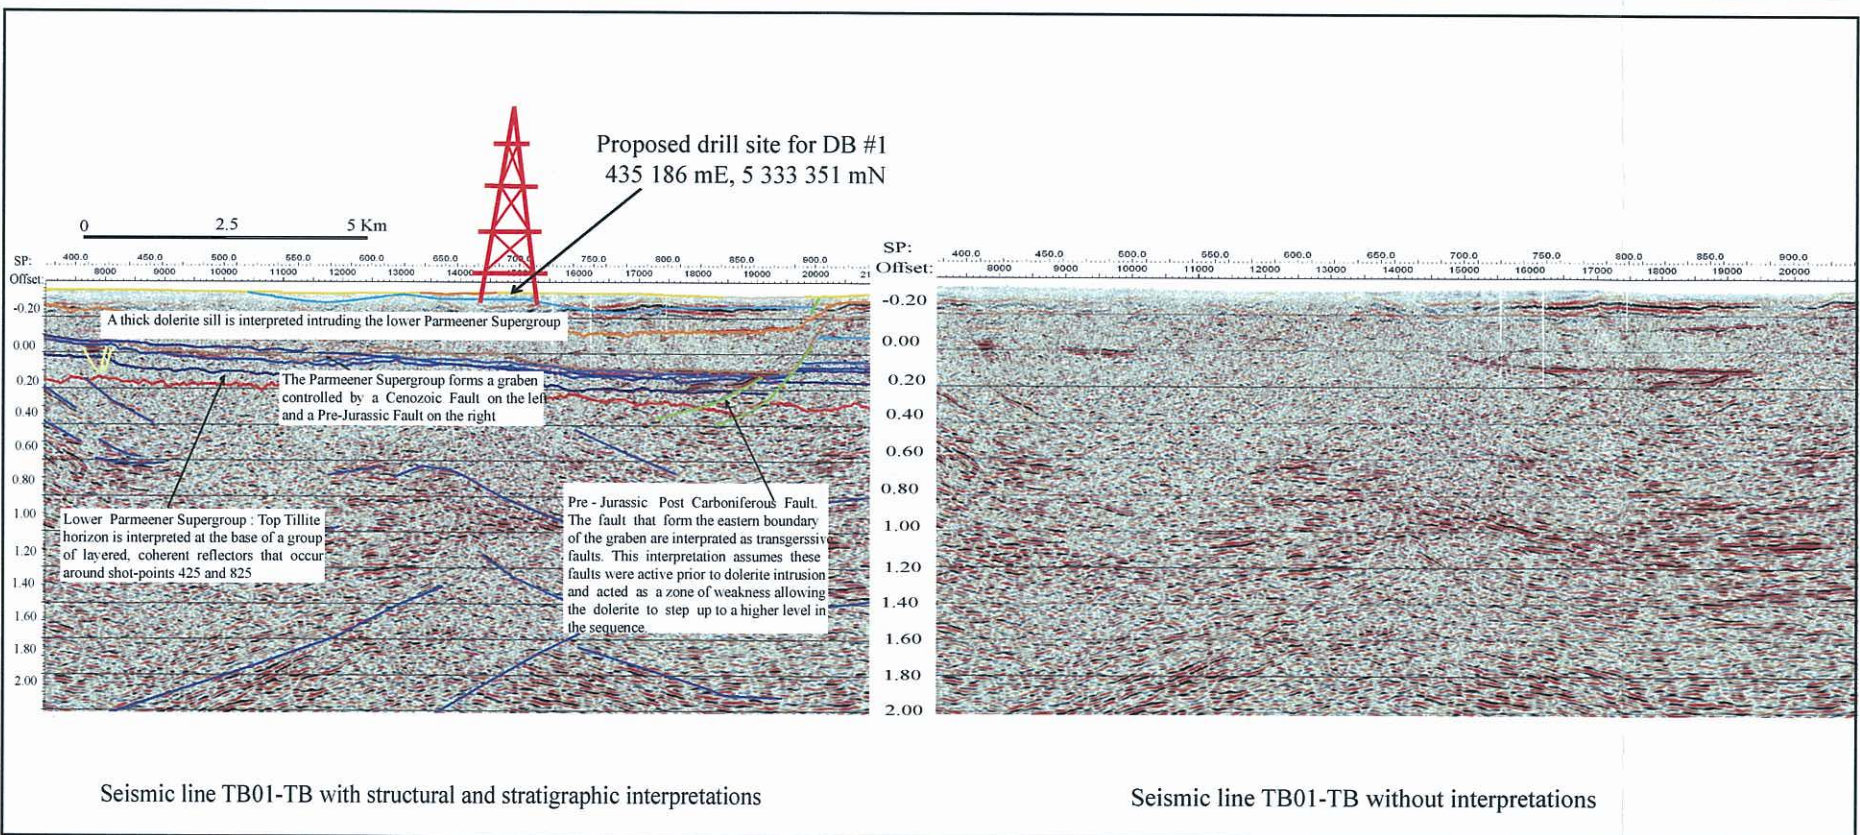 Proposed drill site for DB #1
435 186 mE, 5 333 351 mN
0 2.5 5 Km
SP: 400.0 450.0 500.0 550.0 600.0 650.0 700.0 750.0 800.0 850.0 900.0
Offset: 8000 9000 10000 11000 12000 13000 14000 16000 17000 18000 19000 20000 21
-0.20
A thick dolerite sill is interpreted intruding the lower Parmeener Supergroup
0.00
0.20
The Parmeener Supergroup forms a graben
controlled by a Cenozoic Fault on the left
and a Pre-Jurassic Fault on the right
0.40
0.60
0.80
1.00
1.20
1.40
1.60
1.80
2.00
Lower Parmeener Supergroup : Top Tillite
horizon is interpreted at the base of a group
of layered, coherent reflectors that occur
around shot-points 425 and 825
Pre - Jurassic Post Carboniferous Fault.
The fault that form the eastern boundary
of the graben are interprated as transgerssive
faults. This interpretation assumes these
faults were active prior to dolerite intrusion
and acted as a zone of weakness allowing
the dolerite to step up to a higher level in
the sequence.
Seismic line TB01-TB with structural and stratigraphic interpretations
SP: 400.0 450.0 500.0 550.0 600.0 650.0 700.0 750.0 800.0 850.0 900.0
Offset: 8000 9000 10000 11000 12000 13000 14000 15000 16000 17000 18000 19000 20000
-0.20
0.00
0.20
0.40
0.60
0.80
1.00
1.20
1.40
1.60
1.80
2.00
Seismic line TB01-TB without interpretations